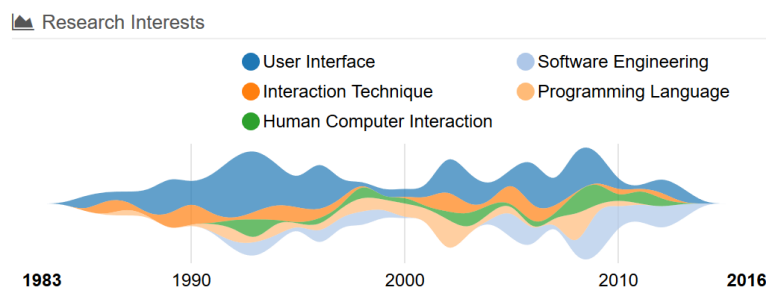 Research Interests
User Interface
Software Engineering
Interaction Technique
Programming Language
Human Computer Interaction
1983
1990
2000
2010
2016